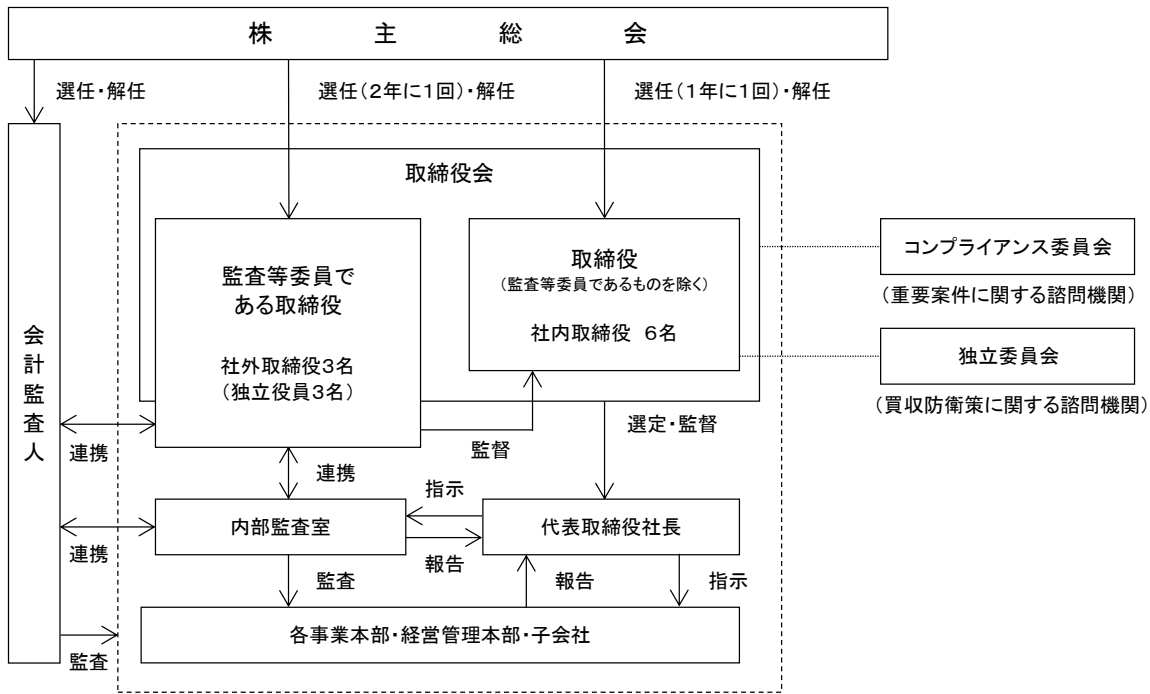 株主総会
選任・解任
選任(2年に1回)・解任
選任(1年に1回)・解任
取締役会
監査等委員で
ある取締役
社外取締役3名
(独立役員3名)
取締役
(監査等委員であるものを除く)
社内取締役 6名
コンプライアンス委員会
(重要案件に関する諮問機関)
独立委員会
(買収防衛策に関する諮問機関)
会計監査人
連携
監督
選定・監督
連携
指示
内部監査室
代表取締役社長
連携
報告
監査
報告
指示
各事業本部・経営管理本部・子会社
監査